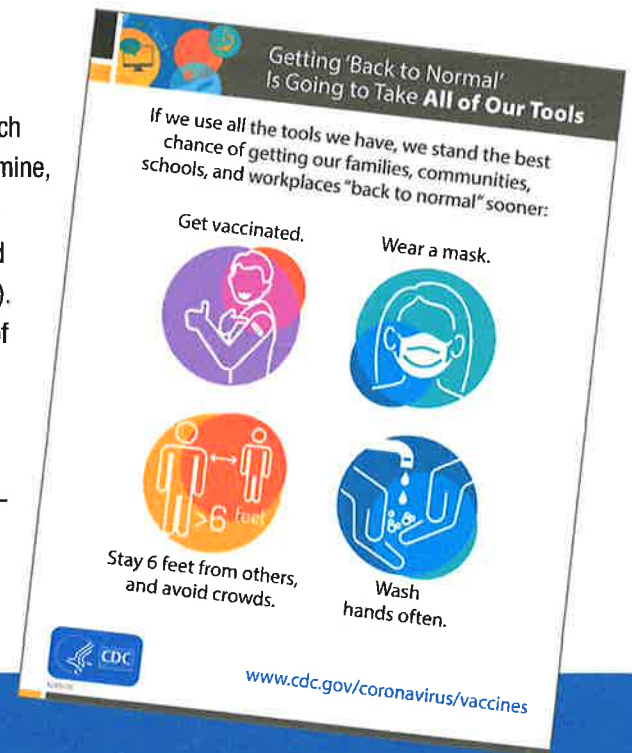 Getting 'Back to Normal'
Is Going to Take All of Our Tools
ch
mine,
d
).
of
If we use all the tools we have, we stand the best
chance of getting our families, communities,
schools, and workplaces "back to normal" sooner:
Get vaccinated.
Wear a mask.
>6 feet
Stay 6 feet from others,
and avoid crowds.
Wash
hands often.
CDC
www.cdc.gov/coronavirus/vaccines